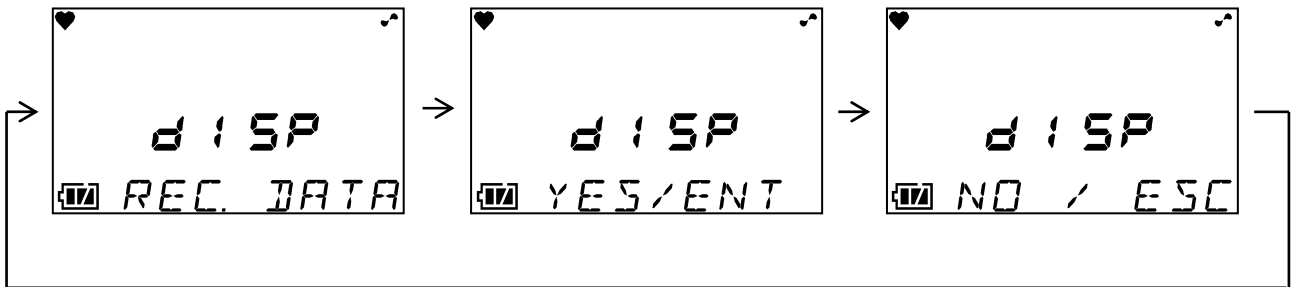 dISP
REC. DATA
dISP
YES/ENT
dISP
NO / ESC